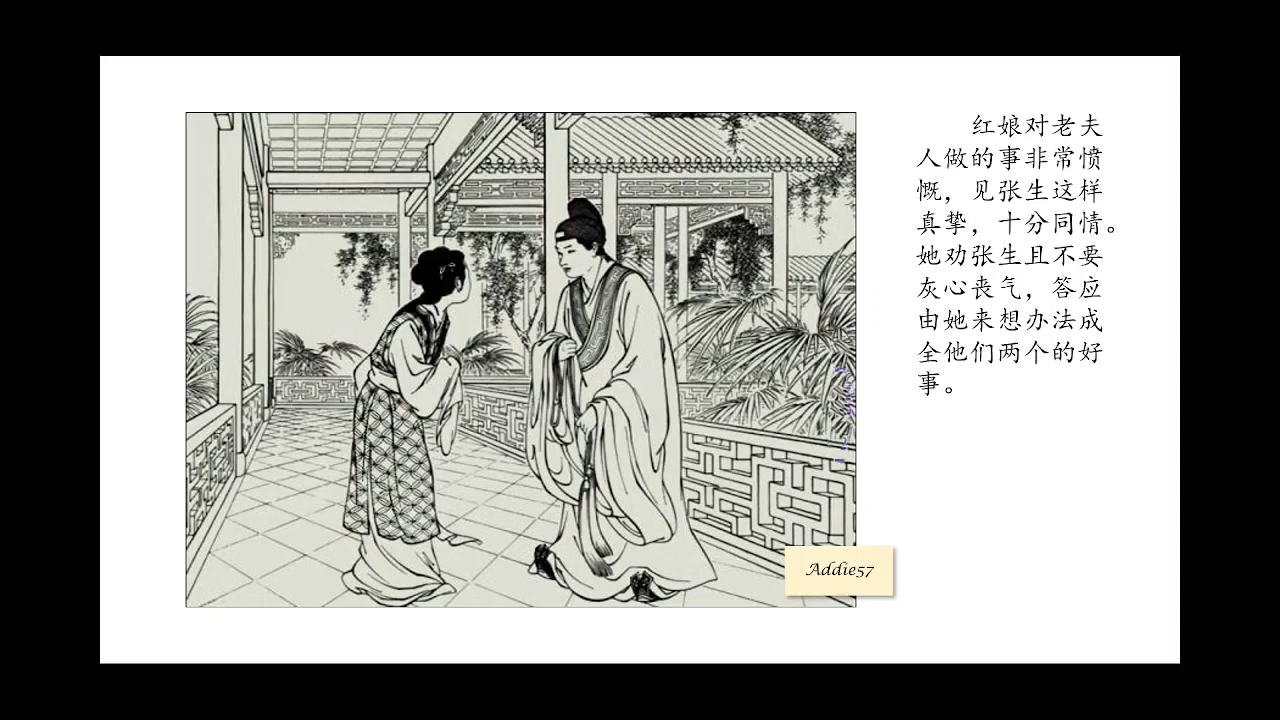 红娘对老夫
人做的事非常愤
慨，见张生这样
真挚，十分同情。
她劝张生且不要
灰心丧气，答应
由她来想办法成
全他们两个的好
事。
Addie57